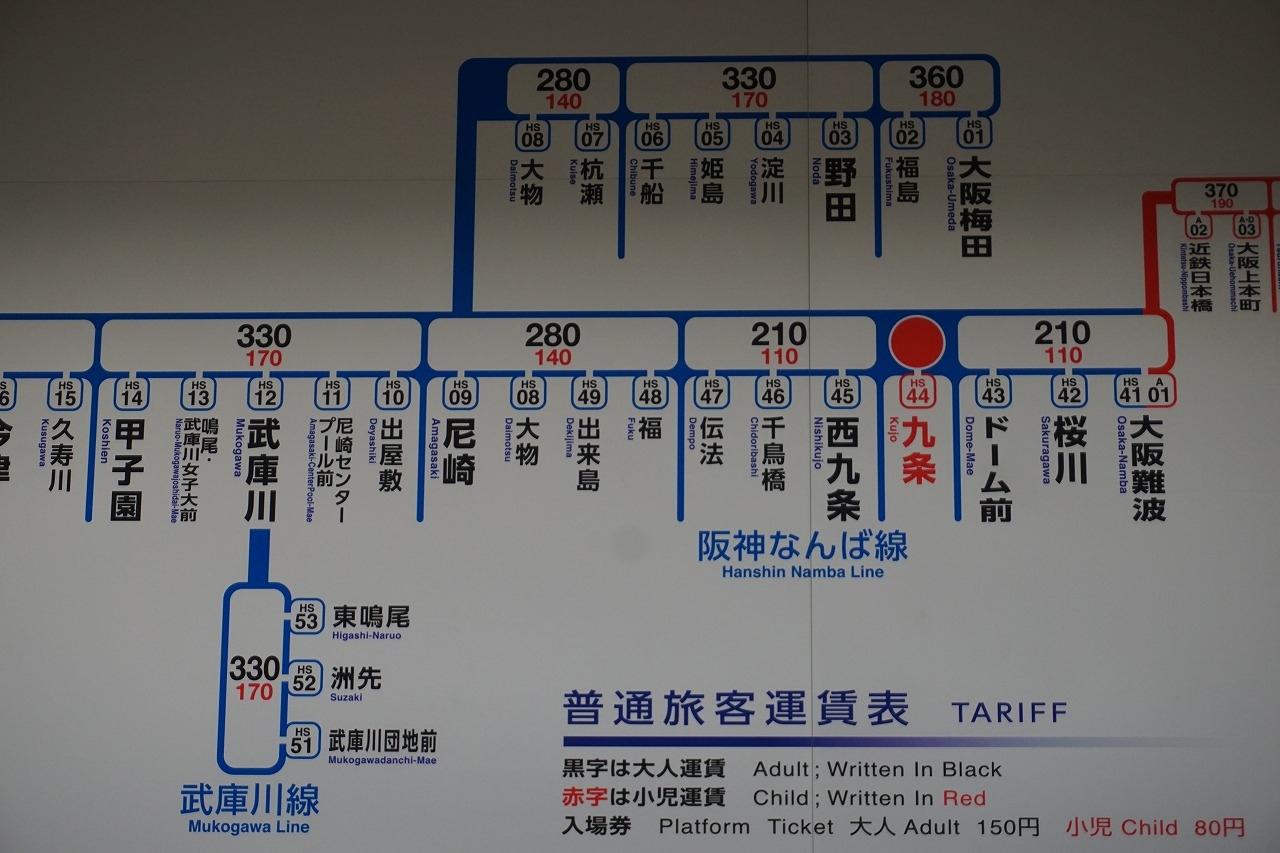 280 330 360
140 170 180
HS 08 大物 Daimotsu
HS 07 杭瀬 Kuise
HS 06 千船 Chibune
HS 05 姫島 Himejima
HS 04 淀川 Yodogawa
HS 03 野田 Noda
HS 02 福島 Fukushima
HS 01 大阪梅田 Osaka-Umeda
370
190
A 02 近鉄日本橋 Kintetsu-Nippombashi
A·D 03 大阪上本町 Osaka-Uehommachi
330 280 210 210
170 140 110 110
今津
HS 15 久寿川 Kusugawa
HS 14 甲子園 Koshien
HS 13 鳴尾・武庫川女子大前 Naruo-Mukogawajoshidai-Mae
HS 12 武庫川 Mukogawa
HS 11 尼崎センタープール前 Amagasaki-CenterPool-Mae
HS 10 出屋敷 Deyashiki
HS 09 尼崎 Amagasaki
HS 08 大物 Daimotsu
HS 49 出来島 Dekijima
HS 48 福 Fuku
HS 47 伝法 Dempo
HS 46 千鳥橋 Chidoribashi
HS 45 西九条 Nishikujo
HS 44 九条 Kujo
HS 43 ドーム前 Dome-Mae
HS 42 桜川 Sakuragawa
HS 41 A 01 大阪難波 Osaka-Namba
阪神なんば線
Hanshin Namba Line
330
170
HS 53 東鳴尾 Higashi-Naruo
HS 52 洲先 Suzaki
HS 51 武庫川団地前 Mukogawadanchi-Mae
武庫川線
Mukogawa Line
普通旅客運賃表 TARIFF
黒字は大人運賃 Adult ; Written In Black
赤字は小児運賃 Child ; Written In Red
入場券 Platform Ticket 大人 Adult 150円 小児 Child 80円